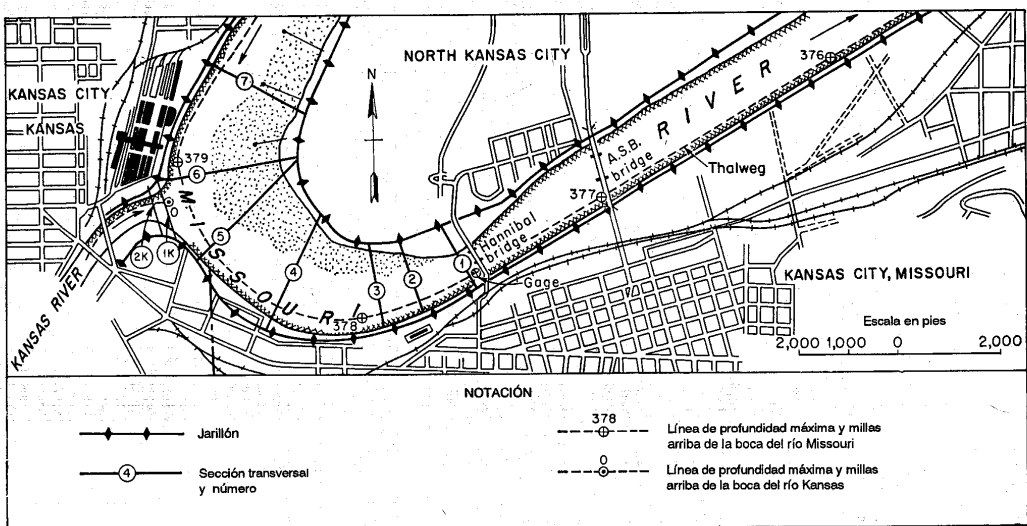 NORTH KANSAS CITY
KANSAS CITY
KANSAS
N
7
379
6
0
5
2K
1K
4
3
2
1
378
MISSOURI
RIVER
376
A.S.B.
bridge
377
Thalweg
Hannibal
bridge
Gage
KANSAS RIVER
KANSAS CITY, MISSOURI
Escala en pies
2,000 1,000 0 2,000
NOTACIÓN
Jarillón
4
Sección transversal
y número
378
Línea de profundidad máxima y millas
arriba de la boca del río Missouri
0
Línea de profundidad máxima y millas
arriba de la boca del río Kansas